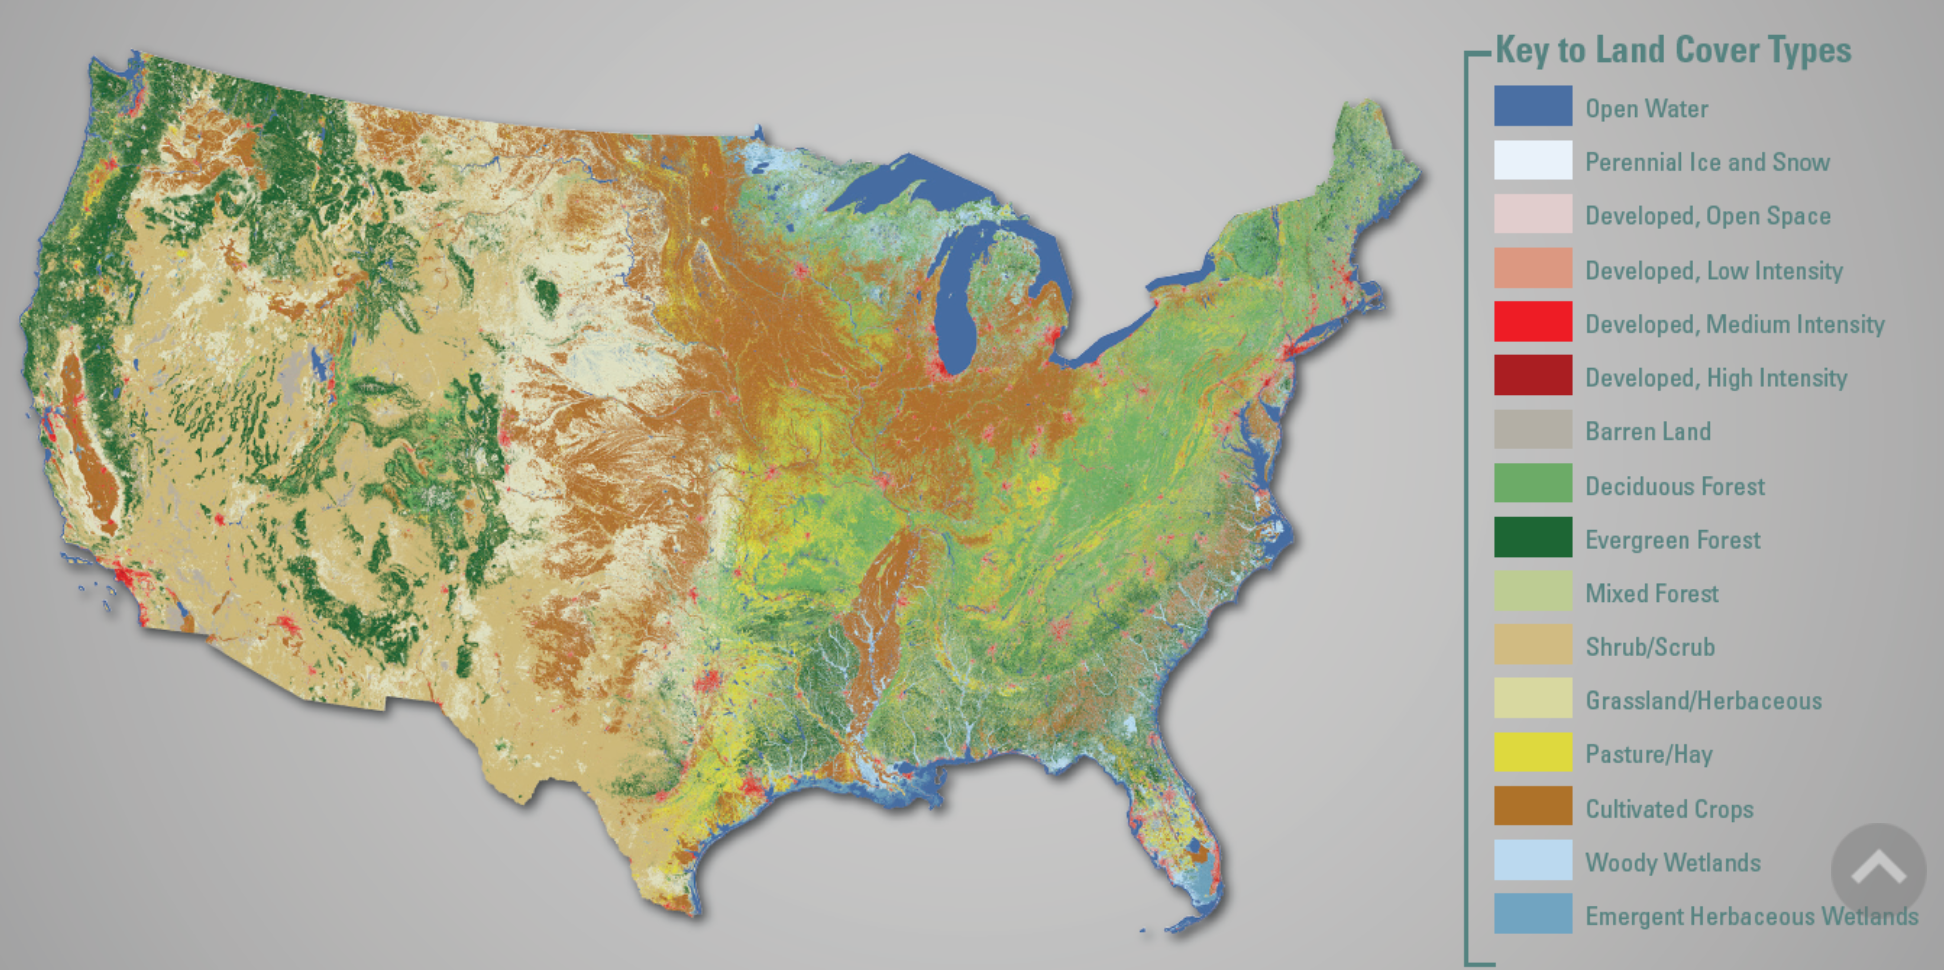 Key to Land Cover Types
Open Water
Perennial Ice and Snow
Developed, Open Space
Developed, Low Intensity
Developed, Medium Intensity
Developed, High Intensity
Barren Land
Deciduous Forest
Evergreen Forest
Mixed Forest
Shrub/Scrub
Grassland/Herbaceous
Pasture/Hay
Cultivated Crops
Woody Wetlands
Emergent Herbaceous Wetlands